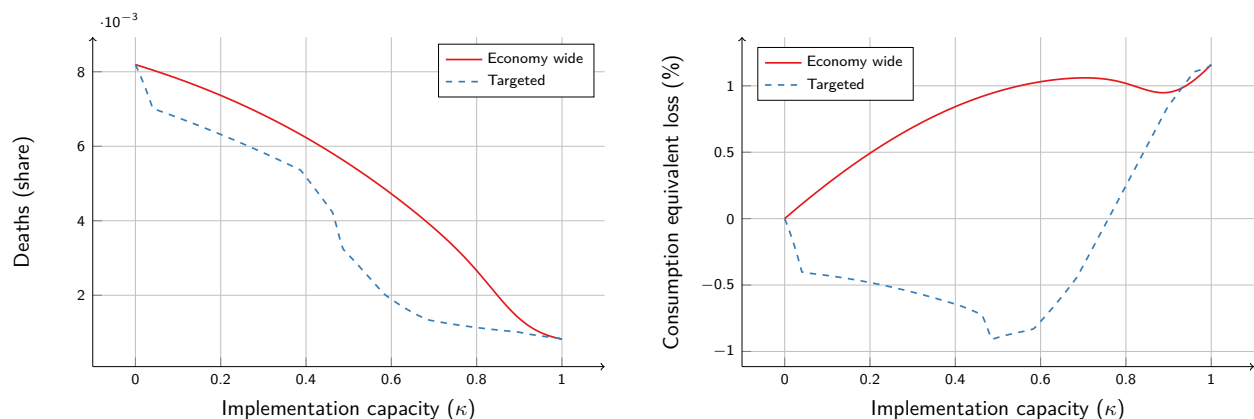 ·10⁻³
Deaths (share)
8
6
4
2
0
0.2
0.4
0.6
0.8
1
Implementation capacity (κ)
Economy wide
Targeted
Consumption equivalent loss (%)
1
0.5
0
−0.5
−1
0
0.2
0.4
0.6
0.8
1
Implementation capacity (κ)
Economy wide
Targeted